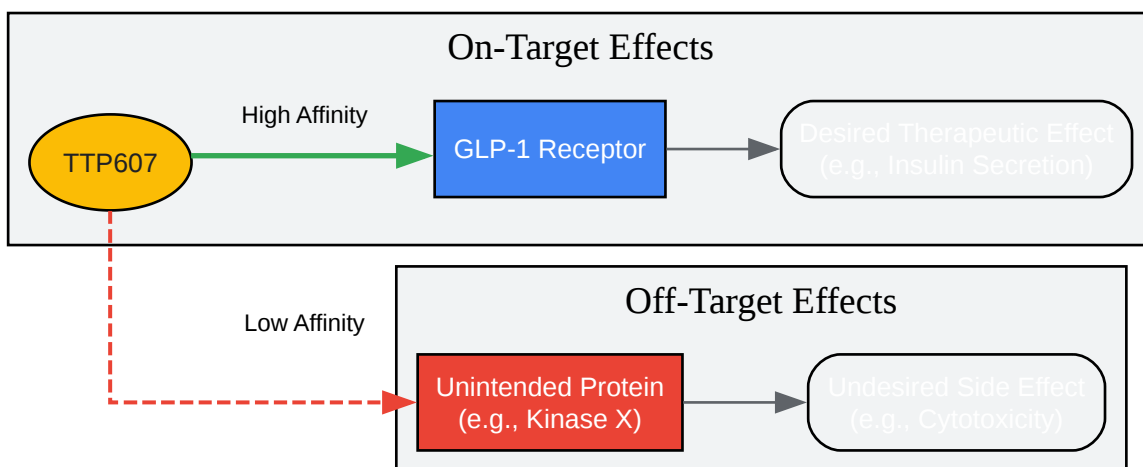 On-Target Effects
High Affinity
TTP607
GLP-1 Receptor
Desired Therapeutic Effect
(e.g., Insulin Secretion)
Off-Target Effects
Low Affinity
Unintended Protein
(e.g., Kinase X)
Undesired Side Effect
(e.g., Cytotoxicity)